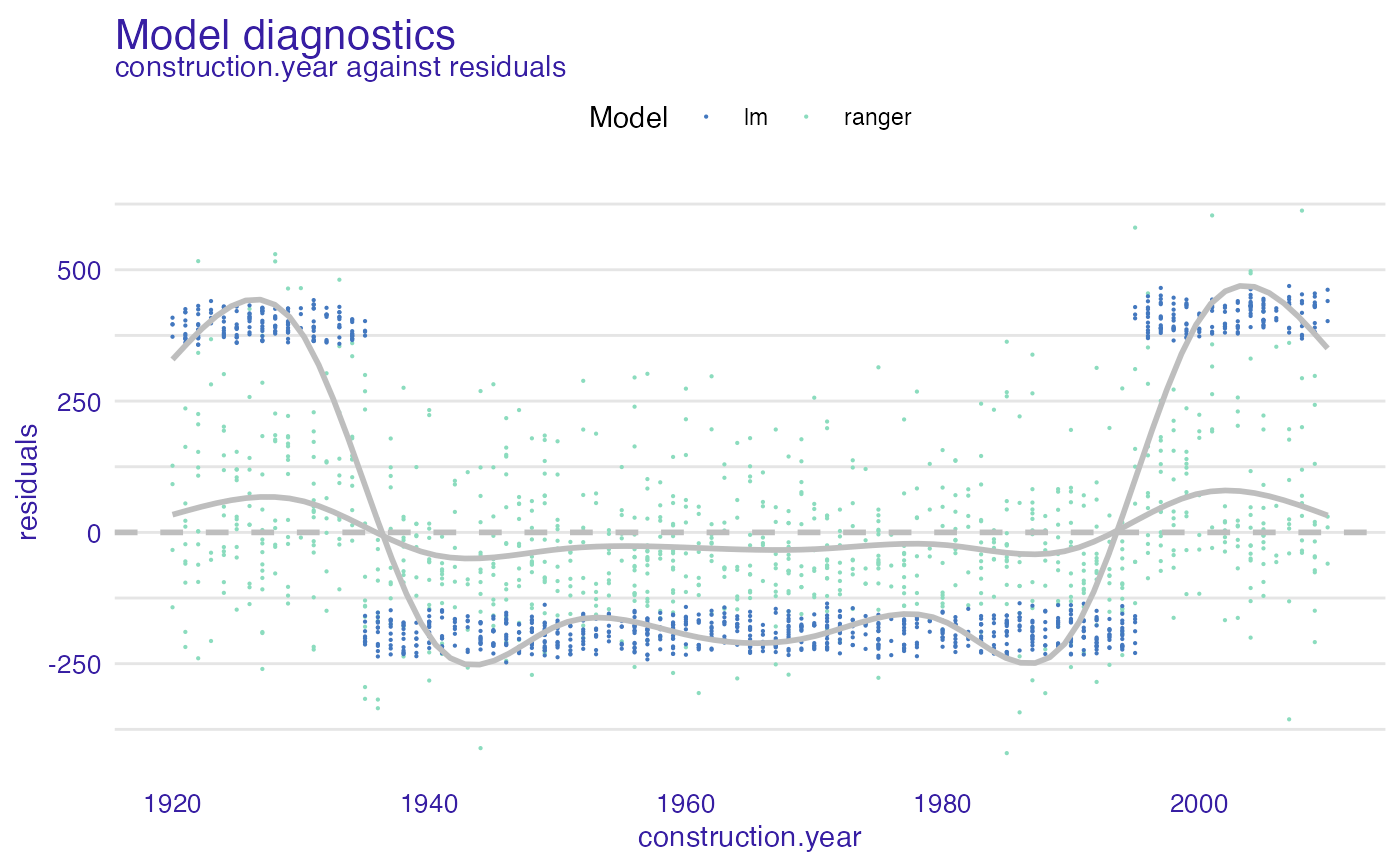 Model diagnostics
construction.year against residuals
Model lm ranger
500
250
0
-250
residuals
1920 1940 1960 1980 2000
construction.year